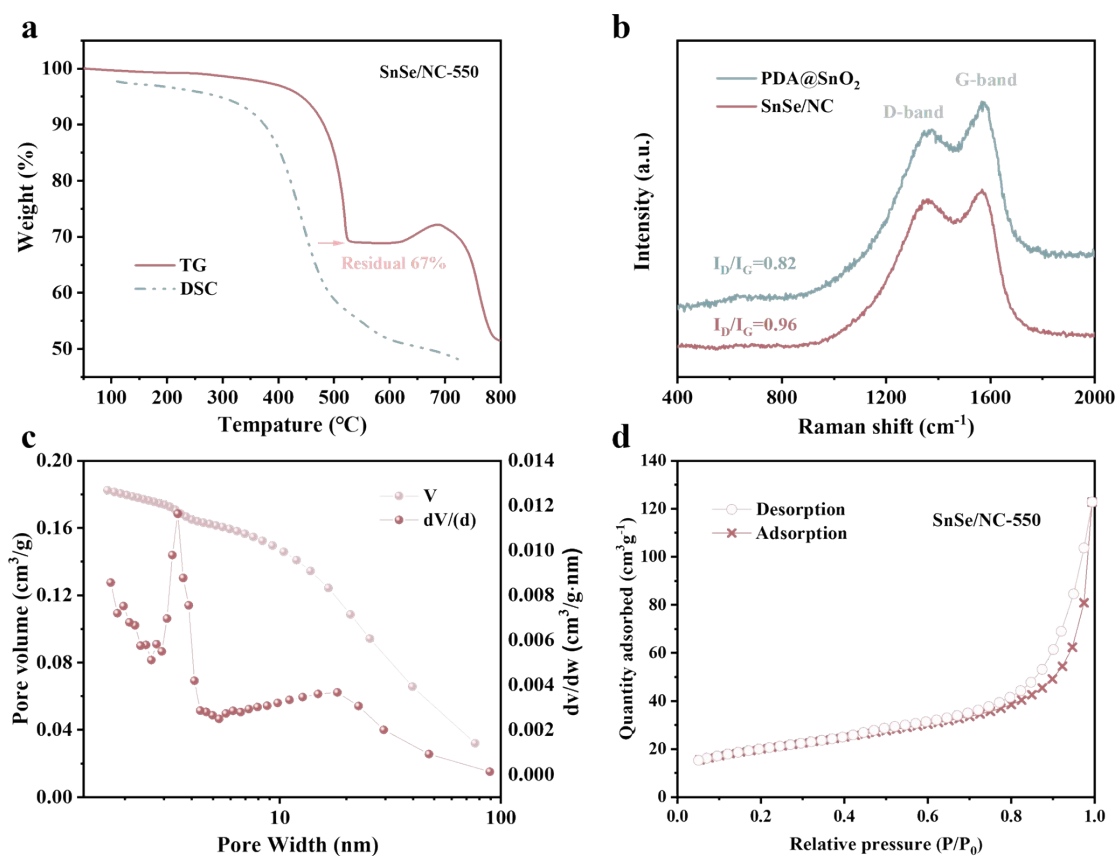 a
SnSe/NC-550
100
90
80
70
60
50
Weight (%)
Residual 67%
TG
DSC
100 200 300 400 500 600 700 800
Tempature (℃)
b
PDA@SnO₂
SnSe/NC
G-band
D-band
I_D/I_G=0.82
I_D/I_G=0.96
Intensity (a.u.)
400 800 1200 1600 2000
Raman shift (cm⁻¹)
c
0.20
0.16
0.12
0.08
0.04
0.00
Pore volume (cm³/g)
V
dV/(d)
0.014
0.012
0.010
0.008
0.006
0.004
0.002
0.000
dv/dw (cm³/g·nm)
10 100
Pore Width (nm)
d
140
120
100
80
60
40
20
0
Quantity adsorbed (cm³g⁻¹)
Desorption
Adsorption
SnSe/NC-550
0.0 0.2 0.4 0.6 0.8 1.0
Relative pressure (P/P₀)